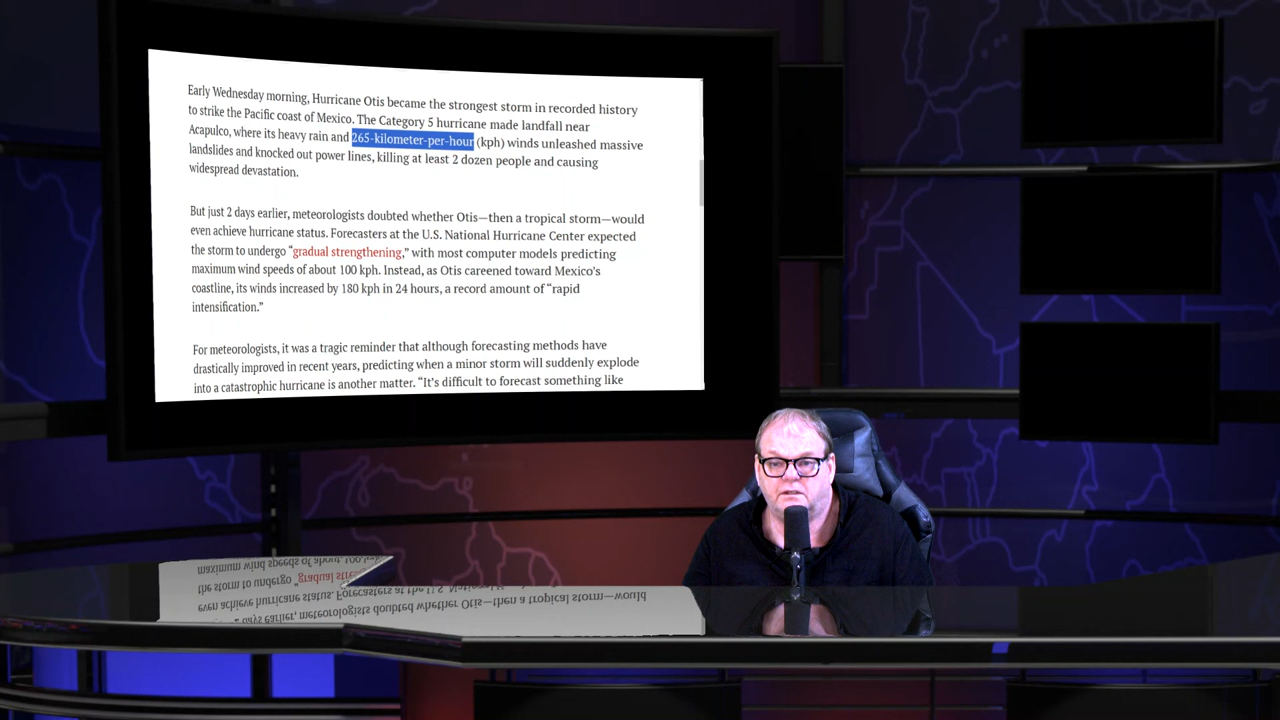 Early Wednesday morning, Hurricane Otis became the strongest storm in recorded history
to strike the Pacific coast of Mexico. The Category 5 hurricane made landfall near
Acapulco, where its heavy rain and 265-kilometer-per-hour (kph) winds unleashed massive
landslides and knocked out power lines, killing at least 2 dozen people and causing
widespread devastation.
But just 2 days earlier, meteorologists doubted whether Otis—then a tropical storm—would
even achieve hurricane status. Forecasters at the U.S. National Hurricane Center expected
the storm to undergo “gradual strengthening,” with most computer models predicting
maximum wind speeds of about 100 kph. Instead, as Otis careened toward Mexico’s
coastline, its winds increased by 180 kph in 24 hours, a record amount of “rapid
intensification.”
For meteorologists, it was a tragic reminder that although forecasting methods have
drastically improved in recent years, predicting when a minor storm will suddenly explode
into a catastrophic hurricane is another matter. “It’s difficult to forecast something like